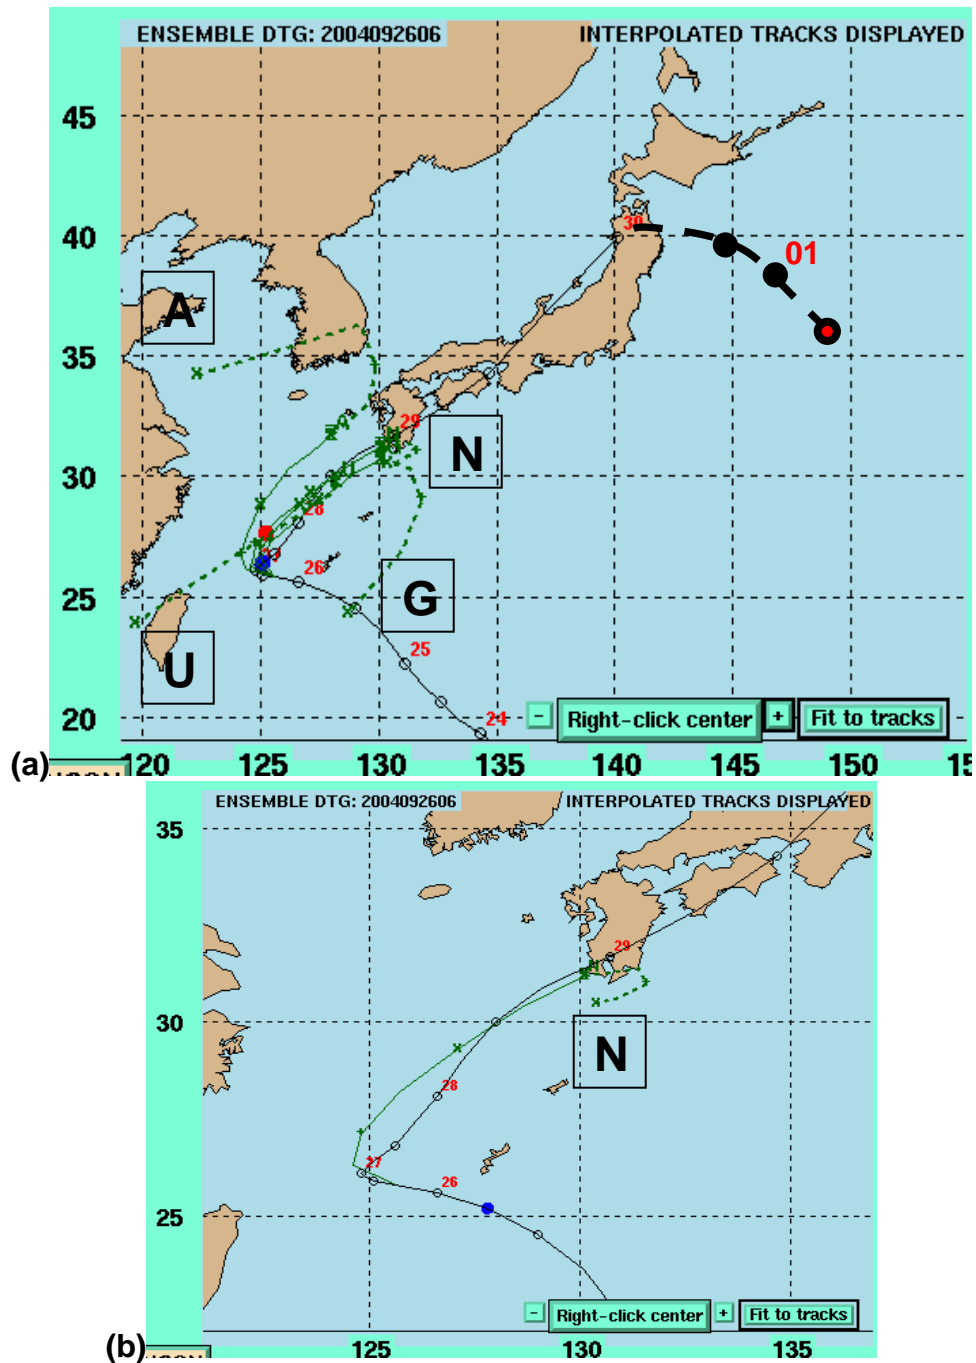 ENSEMBLE DTG: 2004092606 INTERPOLATED TRACKS DISPLAYED
45
40
30
01
A
35
29
N
30
28
26
G
25
25
U
20
24
- Right-click center + Fit to tracks
(a)
120 125 130 135 140 145 150
ENSEMBLE DTG: 2004092606 INTERPOLATED TRACKS DISPLAYED
35
29
N
30
N
28
27
26
25
- Right-click center + Fit to tracks
(b)
125 130 135